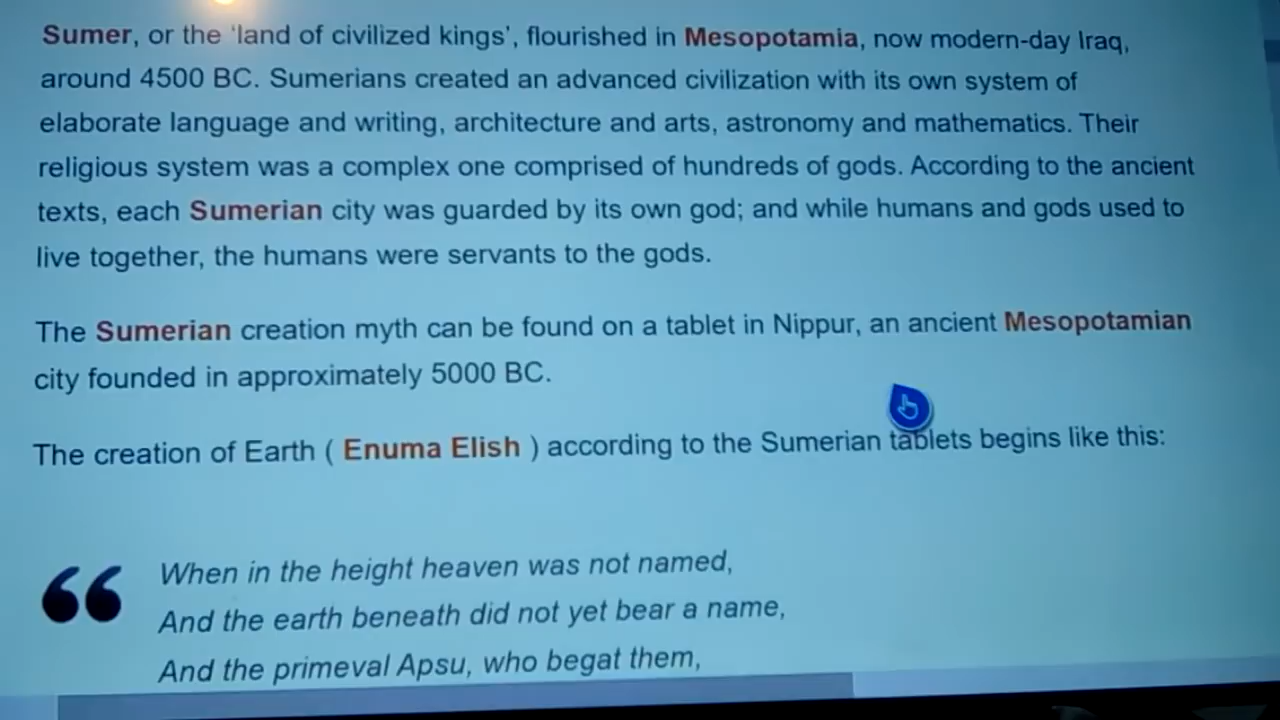 Sumer, or the ‘land of civilized kings’, flourished in Mesopotamia, now modern-day Iraq,
around 4500 BC. Sumerians created an advanced civilization with its own system of
elaborate language and writing, architecture and arts, astronomy and mathematics. Their
religious system was a complex one comprised of hundreds of gods. According to the ancient
texts, each Sumerian city was guarded by its own god; and while humans and gods used to
live together, the humans were servants to the gods.
The Sumerian creation myth can be found on a tablet in Nippur, an ancient Mesopotamian
city founded in approximately 5000 BC.
The creation of Earth ( Enuma Elish ) according to the Sumerian tablets begins like this:
“
When in the height heaven was not named,
And the earth beneath did not yet bear a name,
And the primeval Apsu, who begat them,